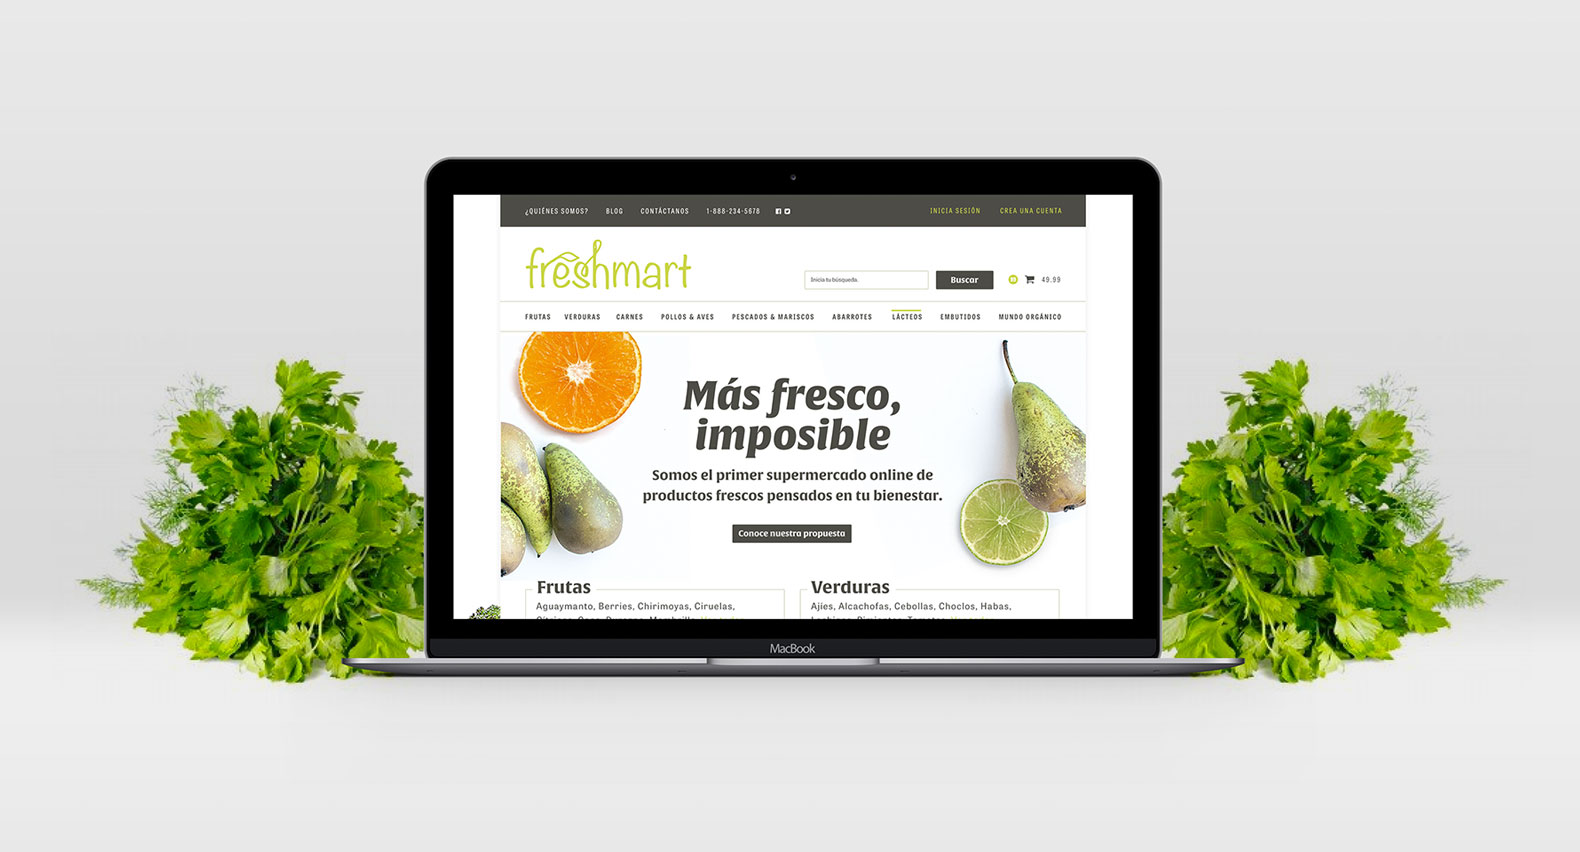 ¿QUIÉNES SOMOS? BLOG CONTÁCTANOS 1-888-234-5678 INICIA SESIÓN CREA UNA CUENTA
freshmart
Inicia tu búsqueda. Buscar 49.99
FRUTAS VERDURAS CARNES POLLOS & AVES PESCADOS & MARISCOS ABARROTES LÁCTEOS EMBUTIDOS MUNDO ORGÁNICO
Más fresco,
imposible
Somos el primer supermercado online de
productos frescos pensados en tu bienestar.
Conoce nuestra propuesta
Frutas
Aguaymanto, Berries, Chirimoyas, Ciruelas,
Verduras
Ajíes, Alcachofas, Cebollas, Choclos, Habas,
MacBook